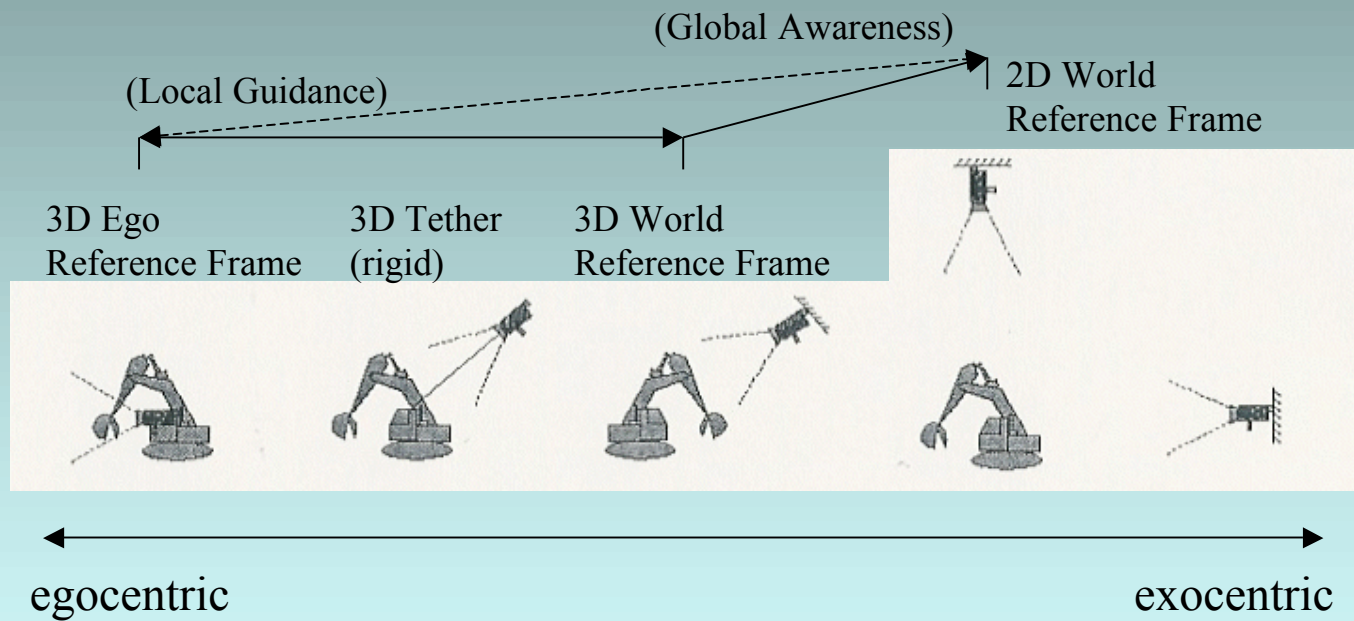 (Global Awareness)
(Local Guidance)
2D World
Reference Frame
3D Ego
Reference Frame
3D Tether
(rigid)
3D World
Reference Frame
egocentric
exocentric